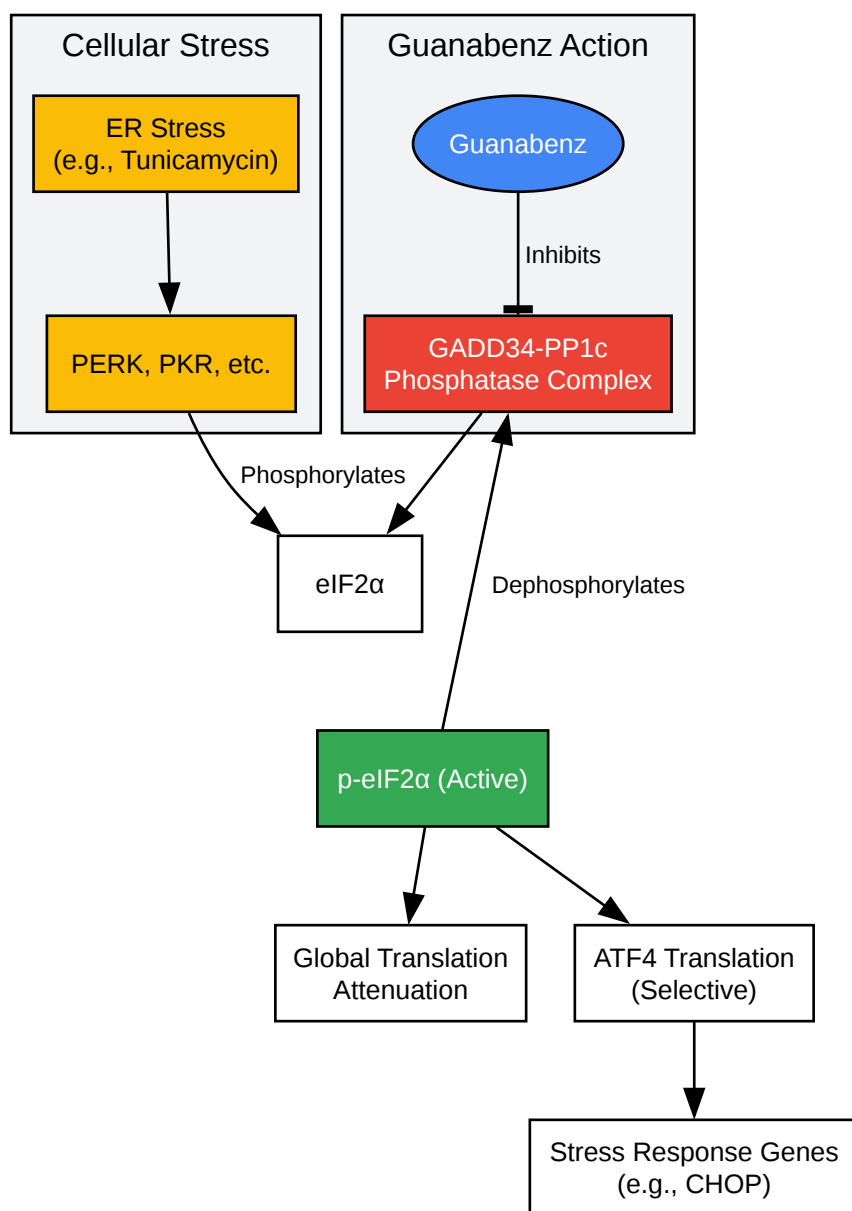 Cellular Stress
Guanabenz Action
ER Stress
(e.g., Tunicamycin)
Guanabenz
Inhibits
PERK, PKR, etc.
GADD34-PP1c
Phosphatase Complex
Phosphorylates
eIF2α
Dephosphorylates
p-eIF2α (Active)
Global Translation
Attenuation
ATF4 Translation
(Selective)
Stress Response Genes
(e.g., CHOP)